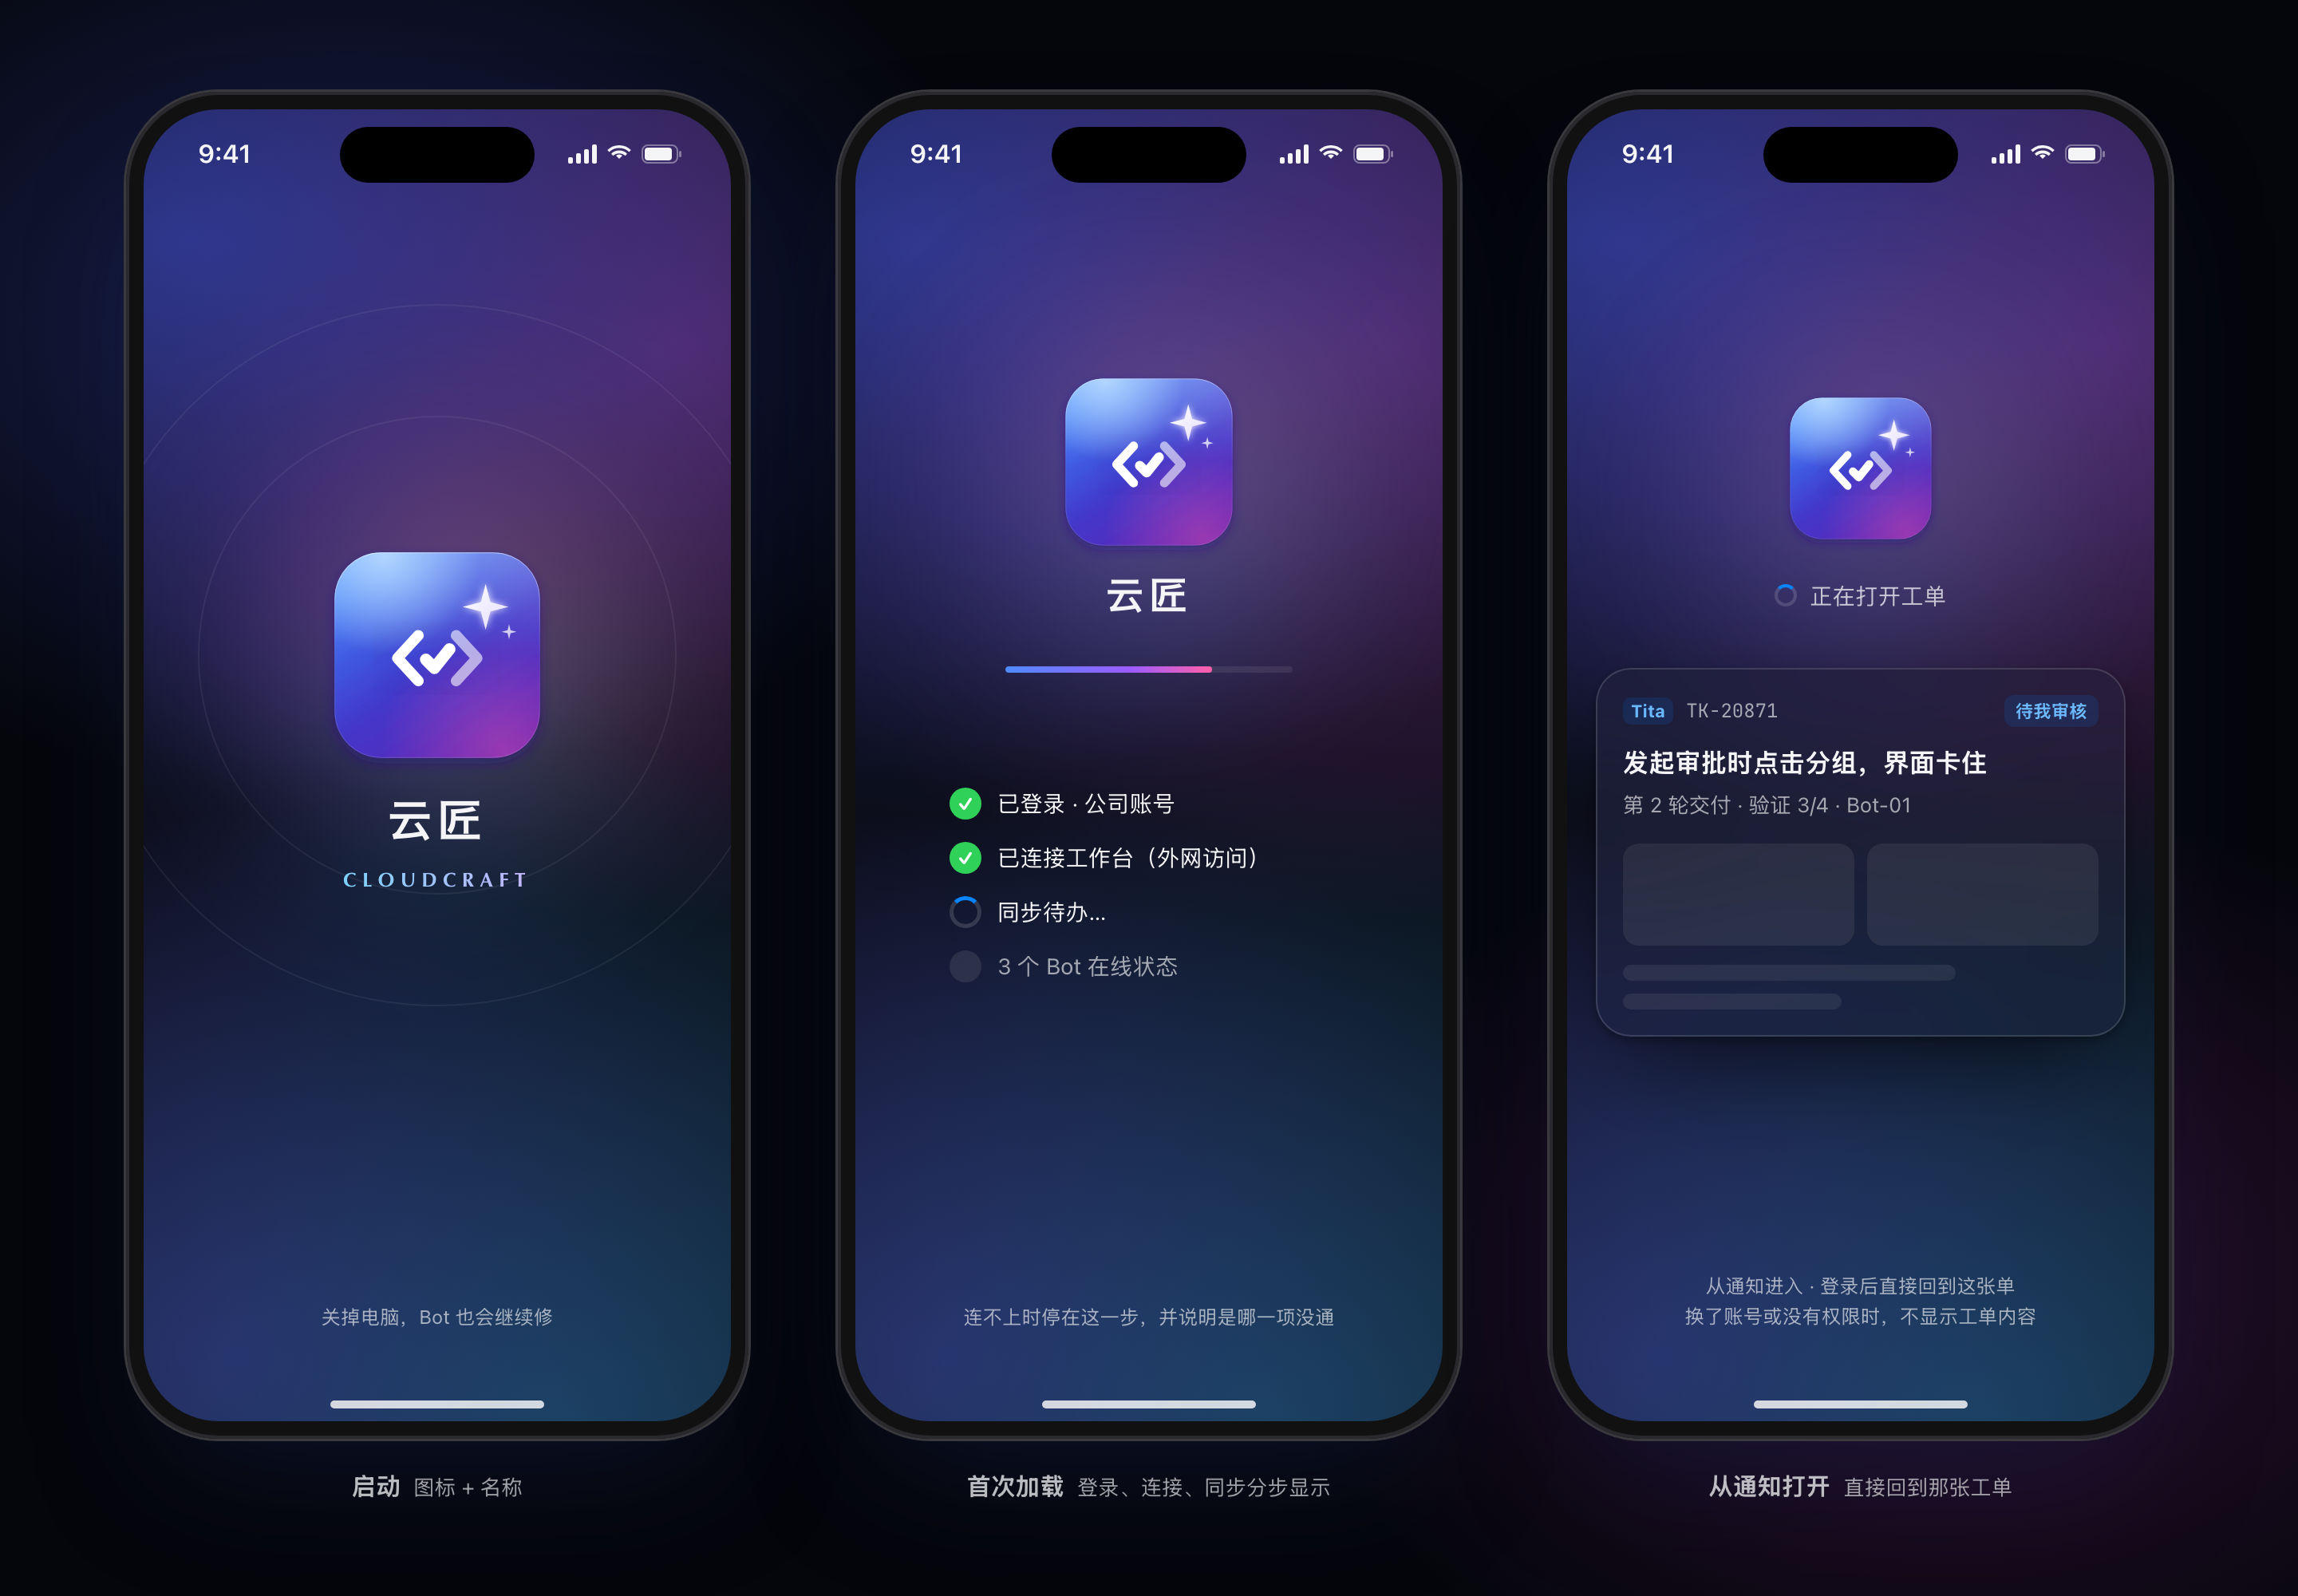 9:41
云匠
CLOUDCRAFT
关掉电脑，Bot 也会继续修
启动 图标 + 名称
9:41
云匠
已登录 · 公司账号
已连接工作台（外网访问）
同步待办...
3 个 Bot 在线状态
连不上时停在这一步，并说明是哪一项没通
首次加载 登录、连接、同步分步显示
9:41
正在打开工单
Tita TK-20871 待我审核
发起审批时点击分组，界面卡住
第 2 轮交付 · 验证 3/4 · Bot-01
从通知进入 · 登录后直接回到这张单
换了账号或没有权限时，不显示工单内容
从通知打开 直接回到那张工单